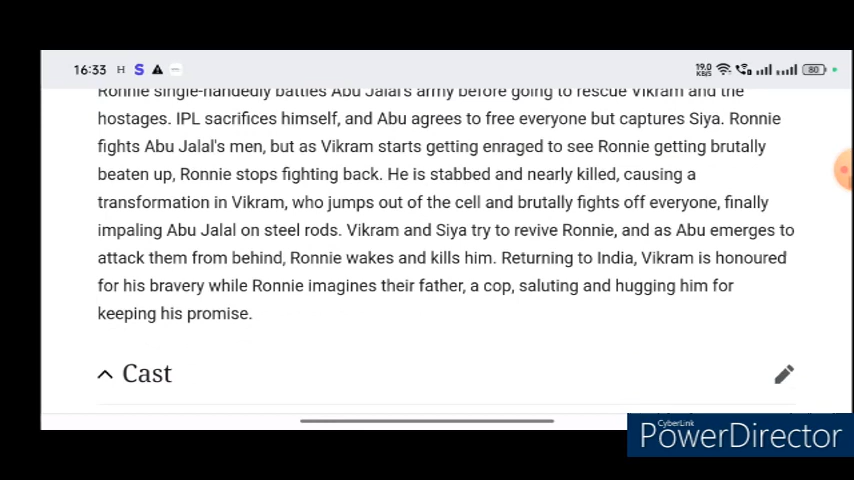 16:33 H S
19.0 KB/S 80
Ronnie single-handedly battles Abu Jalal's army before going to rescue Vikram and the
hostages. IPL sacrifices himself, and Abu agrees to free everyone but captures Siya. Ronnie
fights Abu Jalal's men, but as Vikram starts getting enraged to see Ronnie getting brutally
beaten up, Ronnie stops fighting back. He is stabbed and nearly killed, causing a
transformation in Vikram, who jumps out of the cell and brutally fights off everyone, finally
impaling Abu Jalal on steel rods. Vikram and Siya try to revive Ronnie, and as Abu emerges to
attack them from behind, Ronnie wakes and kills him. Returning to India, Vikram is honoured
for his bravery while Ronnie imagines their father, a cop, saluting and hugging him for
keeping his promise.
Cast
CyberLink
PowerDirector